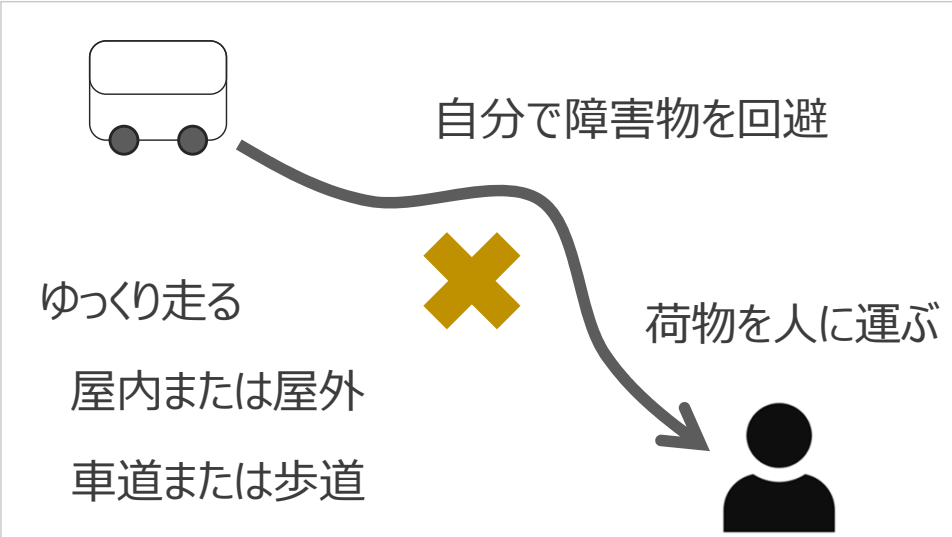 自分で障害物を回避
ゆっくり走る
荷物を人に運ぶ
屋内または屋外
車道または歩道